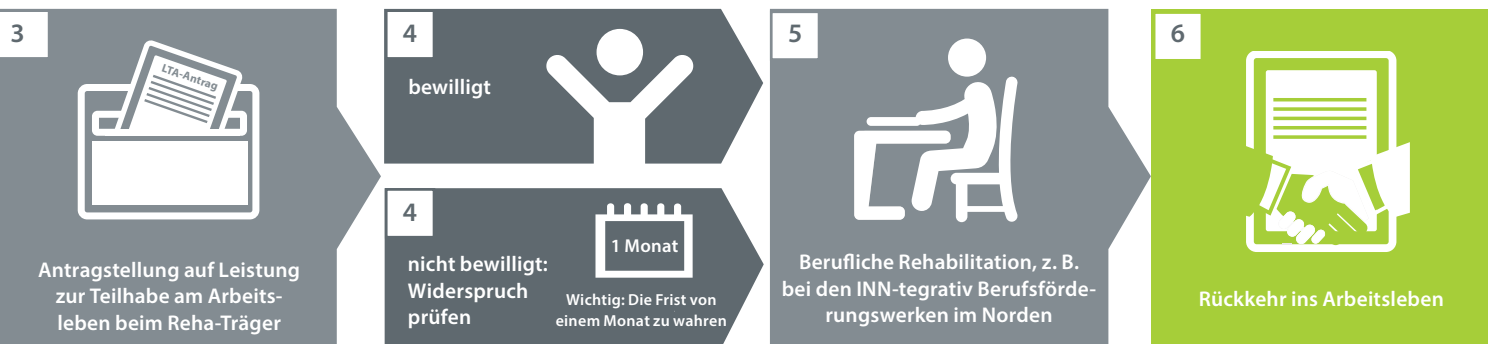 3
LTA-Antrag
Antragstellung auf Leistung
zur Teilhabe am Arbeits-
leben beim Reha-Träger
4
bewilligt
4
nicht bewilligt:
Widerspruch
prüfen
1 Monat
Wichtig: Die Frist von
einem Monat zu wahren
5
Berufliche Rehabilitation, z. B.
bei den INN-tegrativ Berufsförde-
rungswerken im Norden
6
Rückkehr ins Arbeitsleben